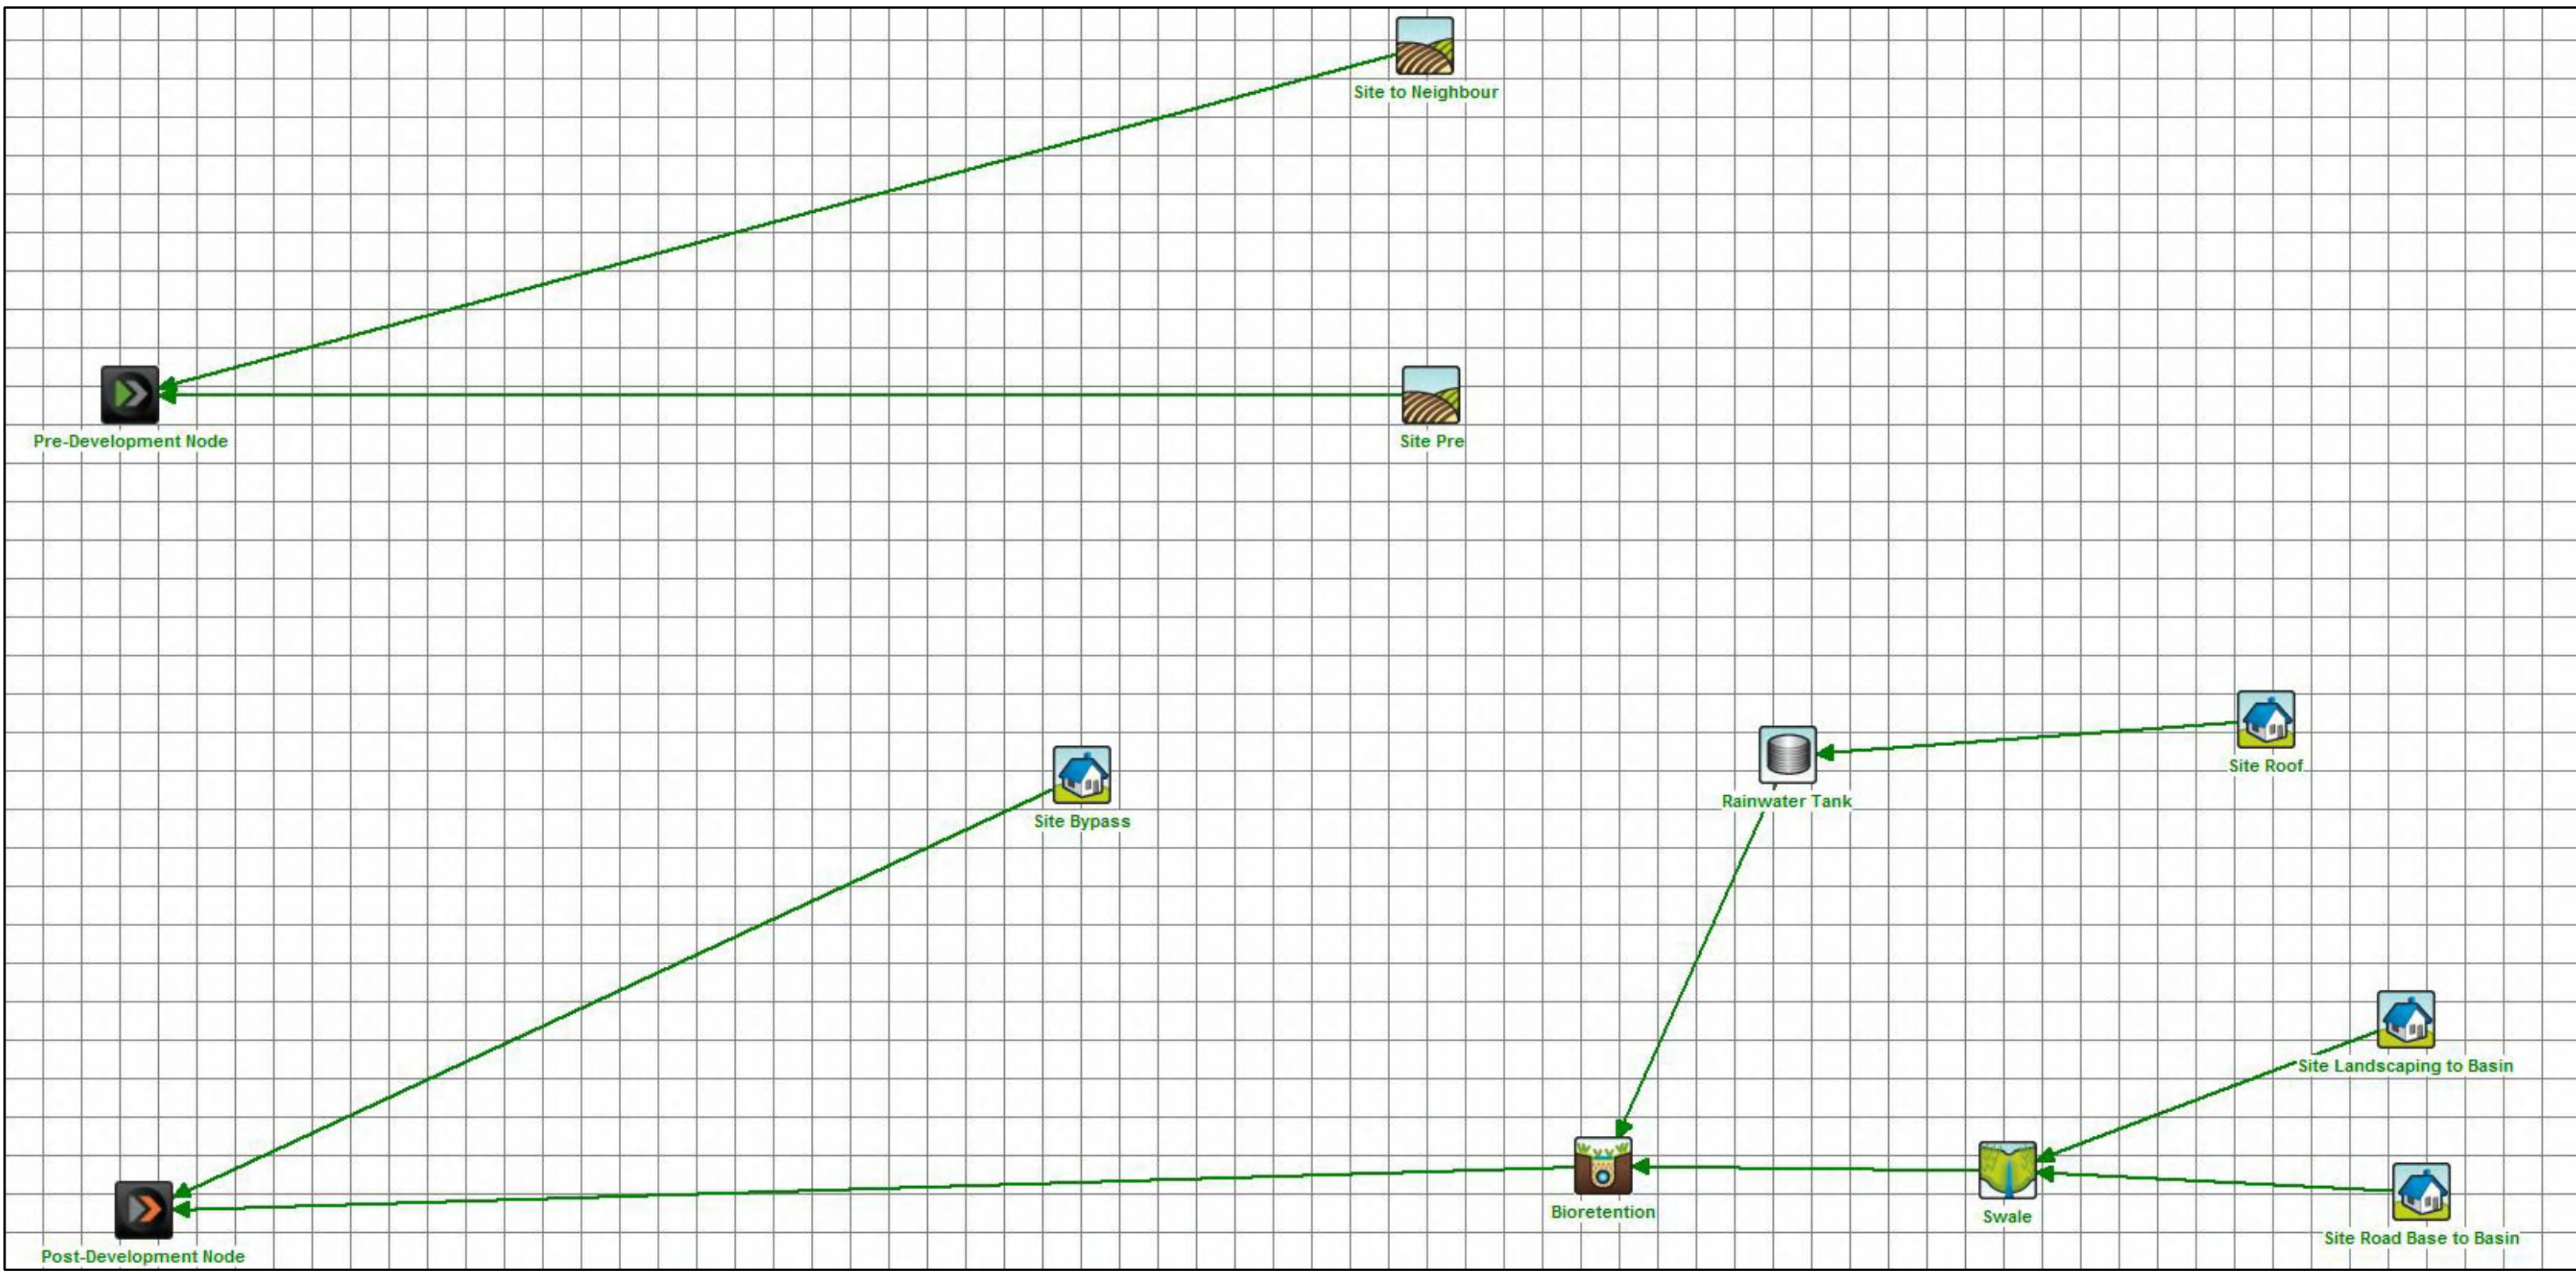 Site to Neighbour
Pre-Development Node
Site Pre
Site Roof
Rainwater Tank
Site Bypass
Site Landscaping to Basin
Bioretention
Swale
Site Road Base to Basin
Post-Development Node